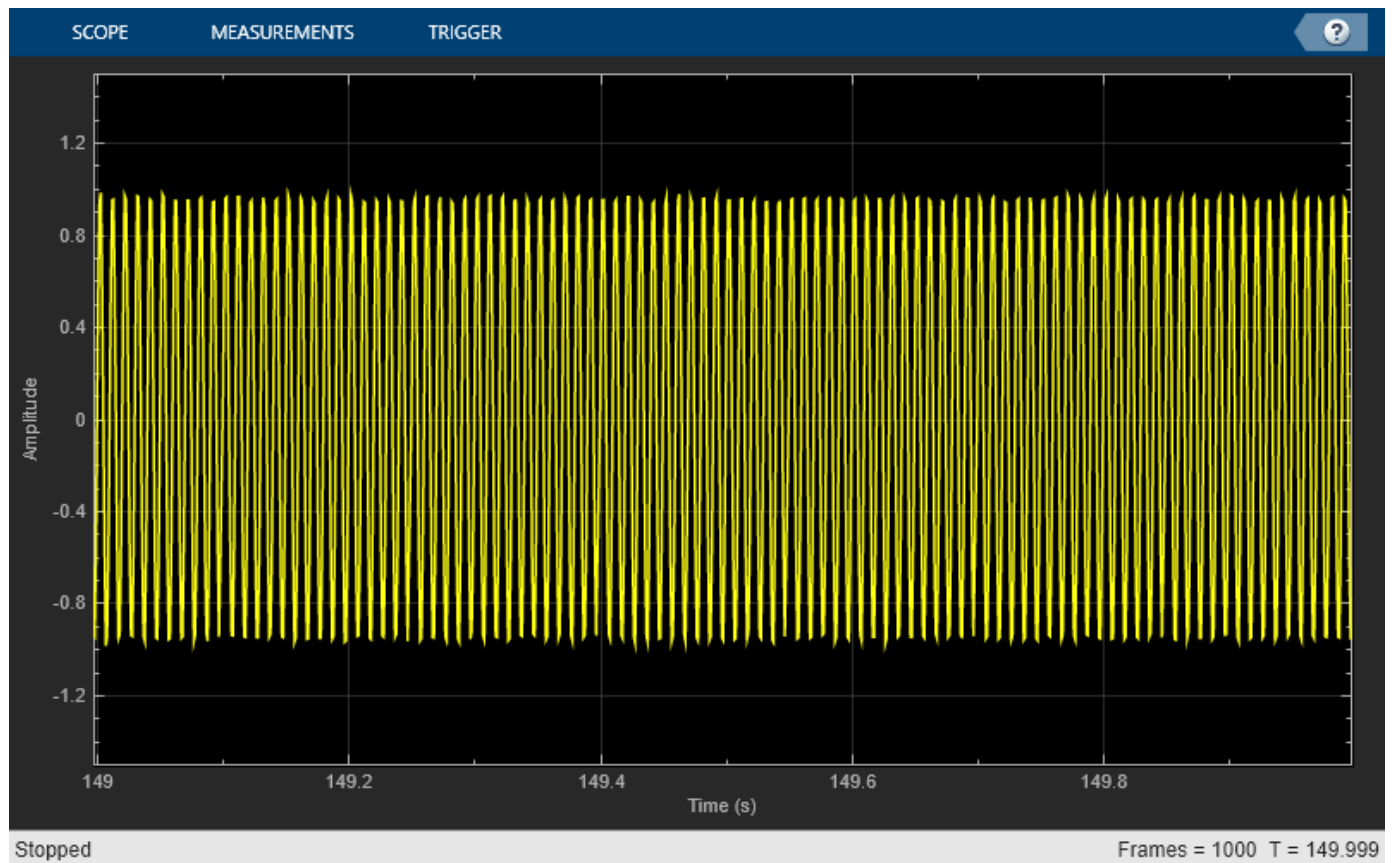 SCOPE MEASUREMENTS TRIGGER ?
1.2
0.8
0.4
0
-0.4
-0.8
-1.2
Amplitude
149 149.2 149.4 149.6 149.8
Time (s)
Stopped Frames = 1000 T = 149.999